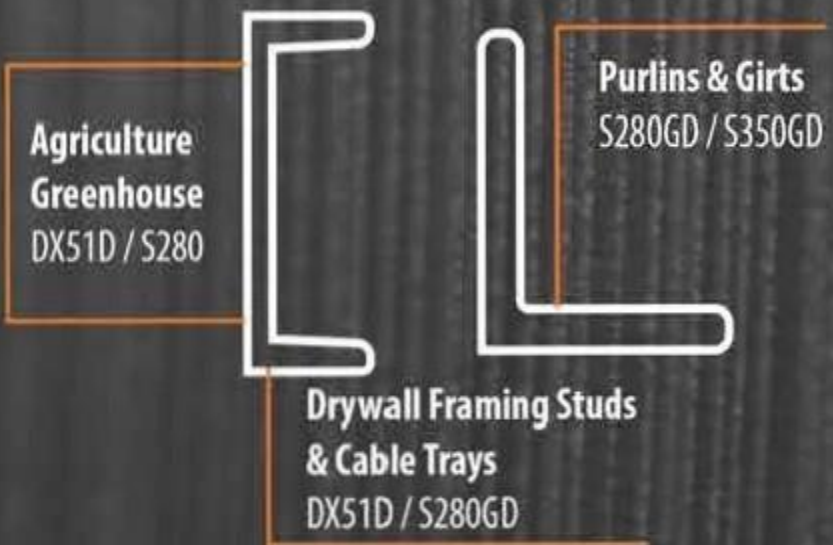 Agriculture
Greenhouse
DX51D / S280
Purlins & Girts
S280GD / S350GD
Drywall Framing Studs
& Cable Trays
DX51D / S280GD